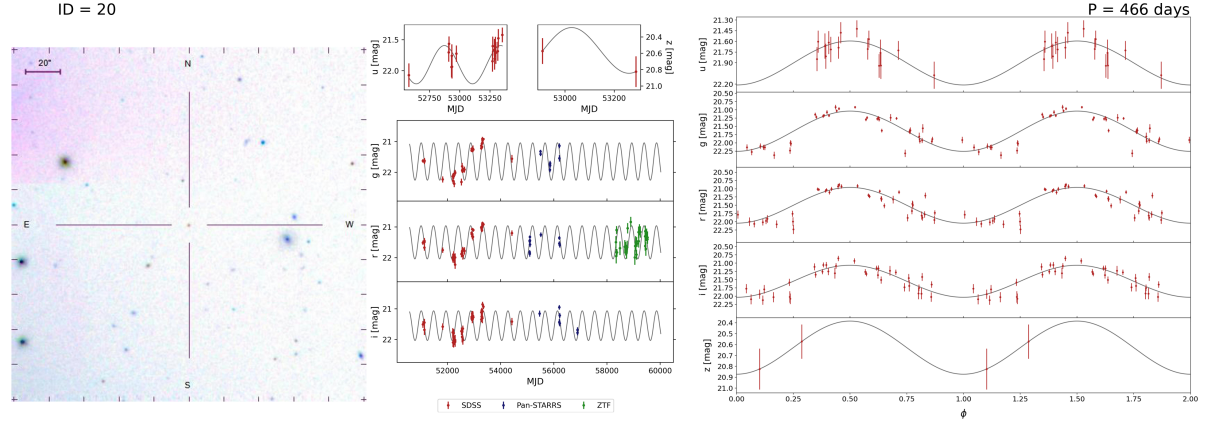 ID = 20
P = 466 days
20"
N
E
W
S
u [mag]
21.5
22.0
52750 53000 53250
MJD
20.4
20.6
20.8
21.0
z [mag]
53000 53200
MJD
g [mag]
21
22
r [mag]
21
22
i [mag]
21
22
52000 54000 56000 58000 60000
MJD
SDSS Pan-STARRS ZTF
u [mag]
21.30
21.45
21.60
21.75
21.90
22.20
g [mag]
20.50
20.75
21.00
21.25
21.50
21.75
22.00
22.25
r [mag]
20.50
20.75
21.00
21.25
21.50
21.75
22.00
22.25
i [mag]
20.50
20.75
21.00
21.25
21.50
21.75
22.00
22.25
z [mag]
20.4
20.5
20.6
20.7
20.8
20.9
21.0
0.00 0.25 0.50 0.75 1.00 1.25 1.50 1.75 2.00
ϕ